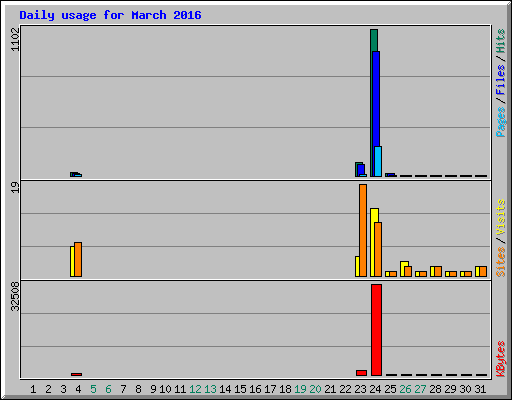 Daily usage for March 2016
1102
Pages / Files / Hits
19
Sites / Visits
32508
KBytes
1 2 3 4 5 6 7 8 9 10 11 12 13 14 15 16 17 18 19 20 21 22 23 24 25 26 27 28 29 30 31